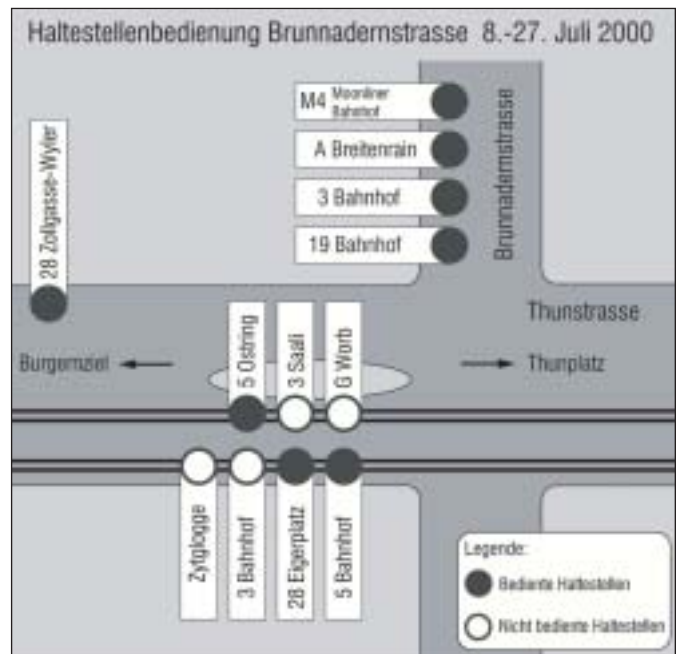 Haltestellenbedienung Brunnadernstrasse 8.-27. Juli 2000
M4 Moonliner
Bahnhof
A Breitenrain
3 Bahnhof
19 Bahnhof
Brunnadernstrasse
28 Zollgasse-Wyler
Thunstrasse
Burgernziel
Thunplatz
5 Ostring
3 Saali
G Worb
Zytglogge
3 Bahnhof
28 Eigerplatz
5 Bahnhof
Legende:
Bediente Haltestellen
Nicht bediente Haltestellen